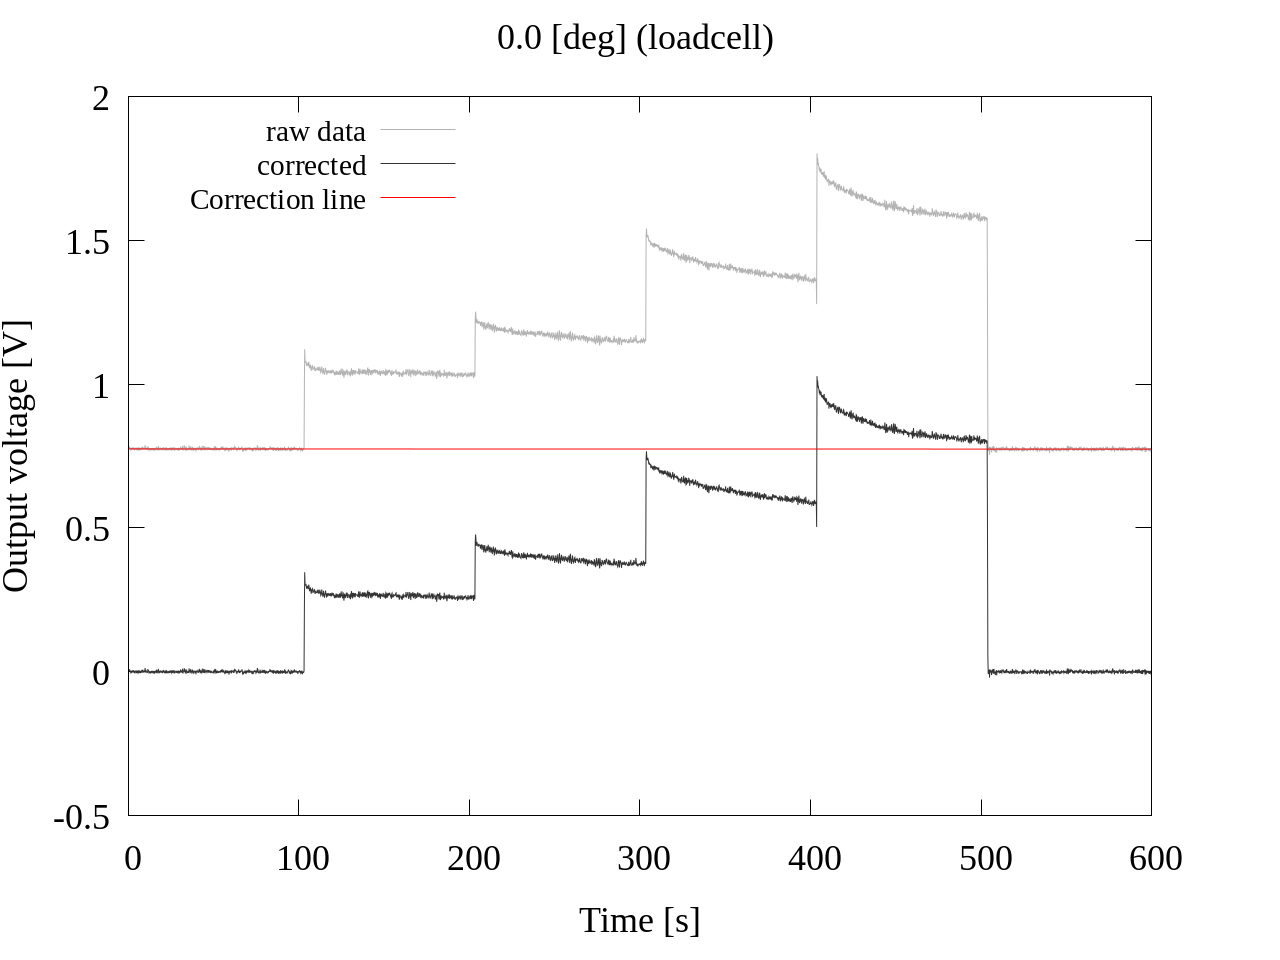 0.0 [deg] (loadcell)
raw data
corrected
Correction line
2
1.5
1
0.5
0
-0.5
Output voltage [V]
0 100 200 300 400 500 600
Time [s]